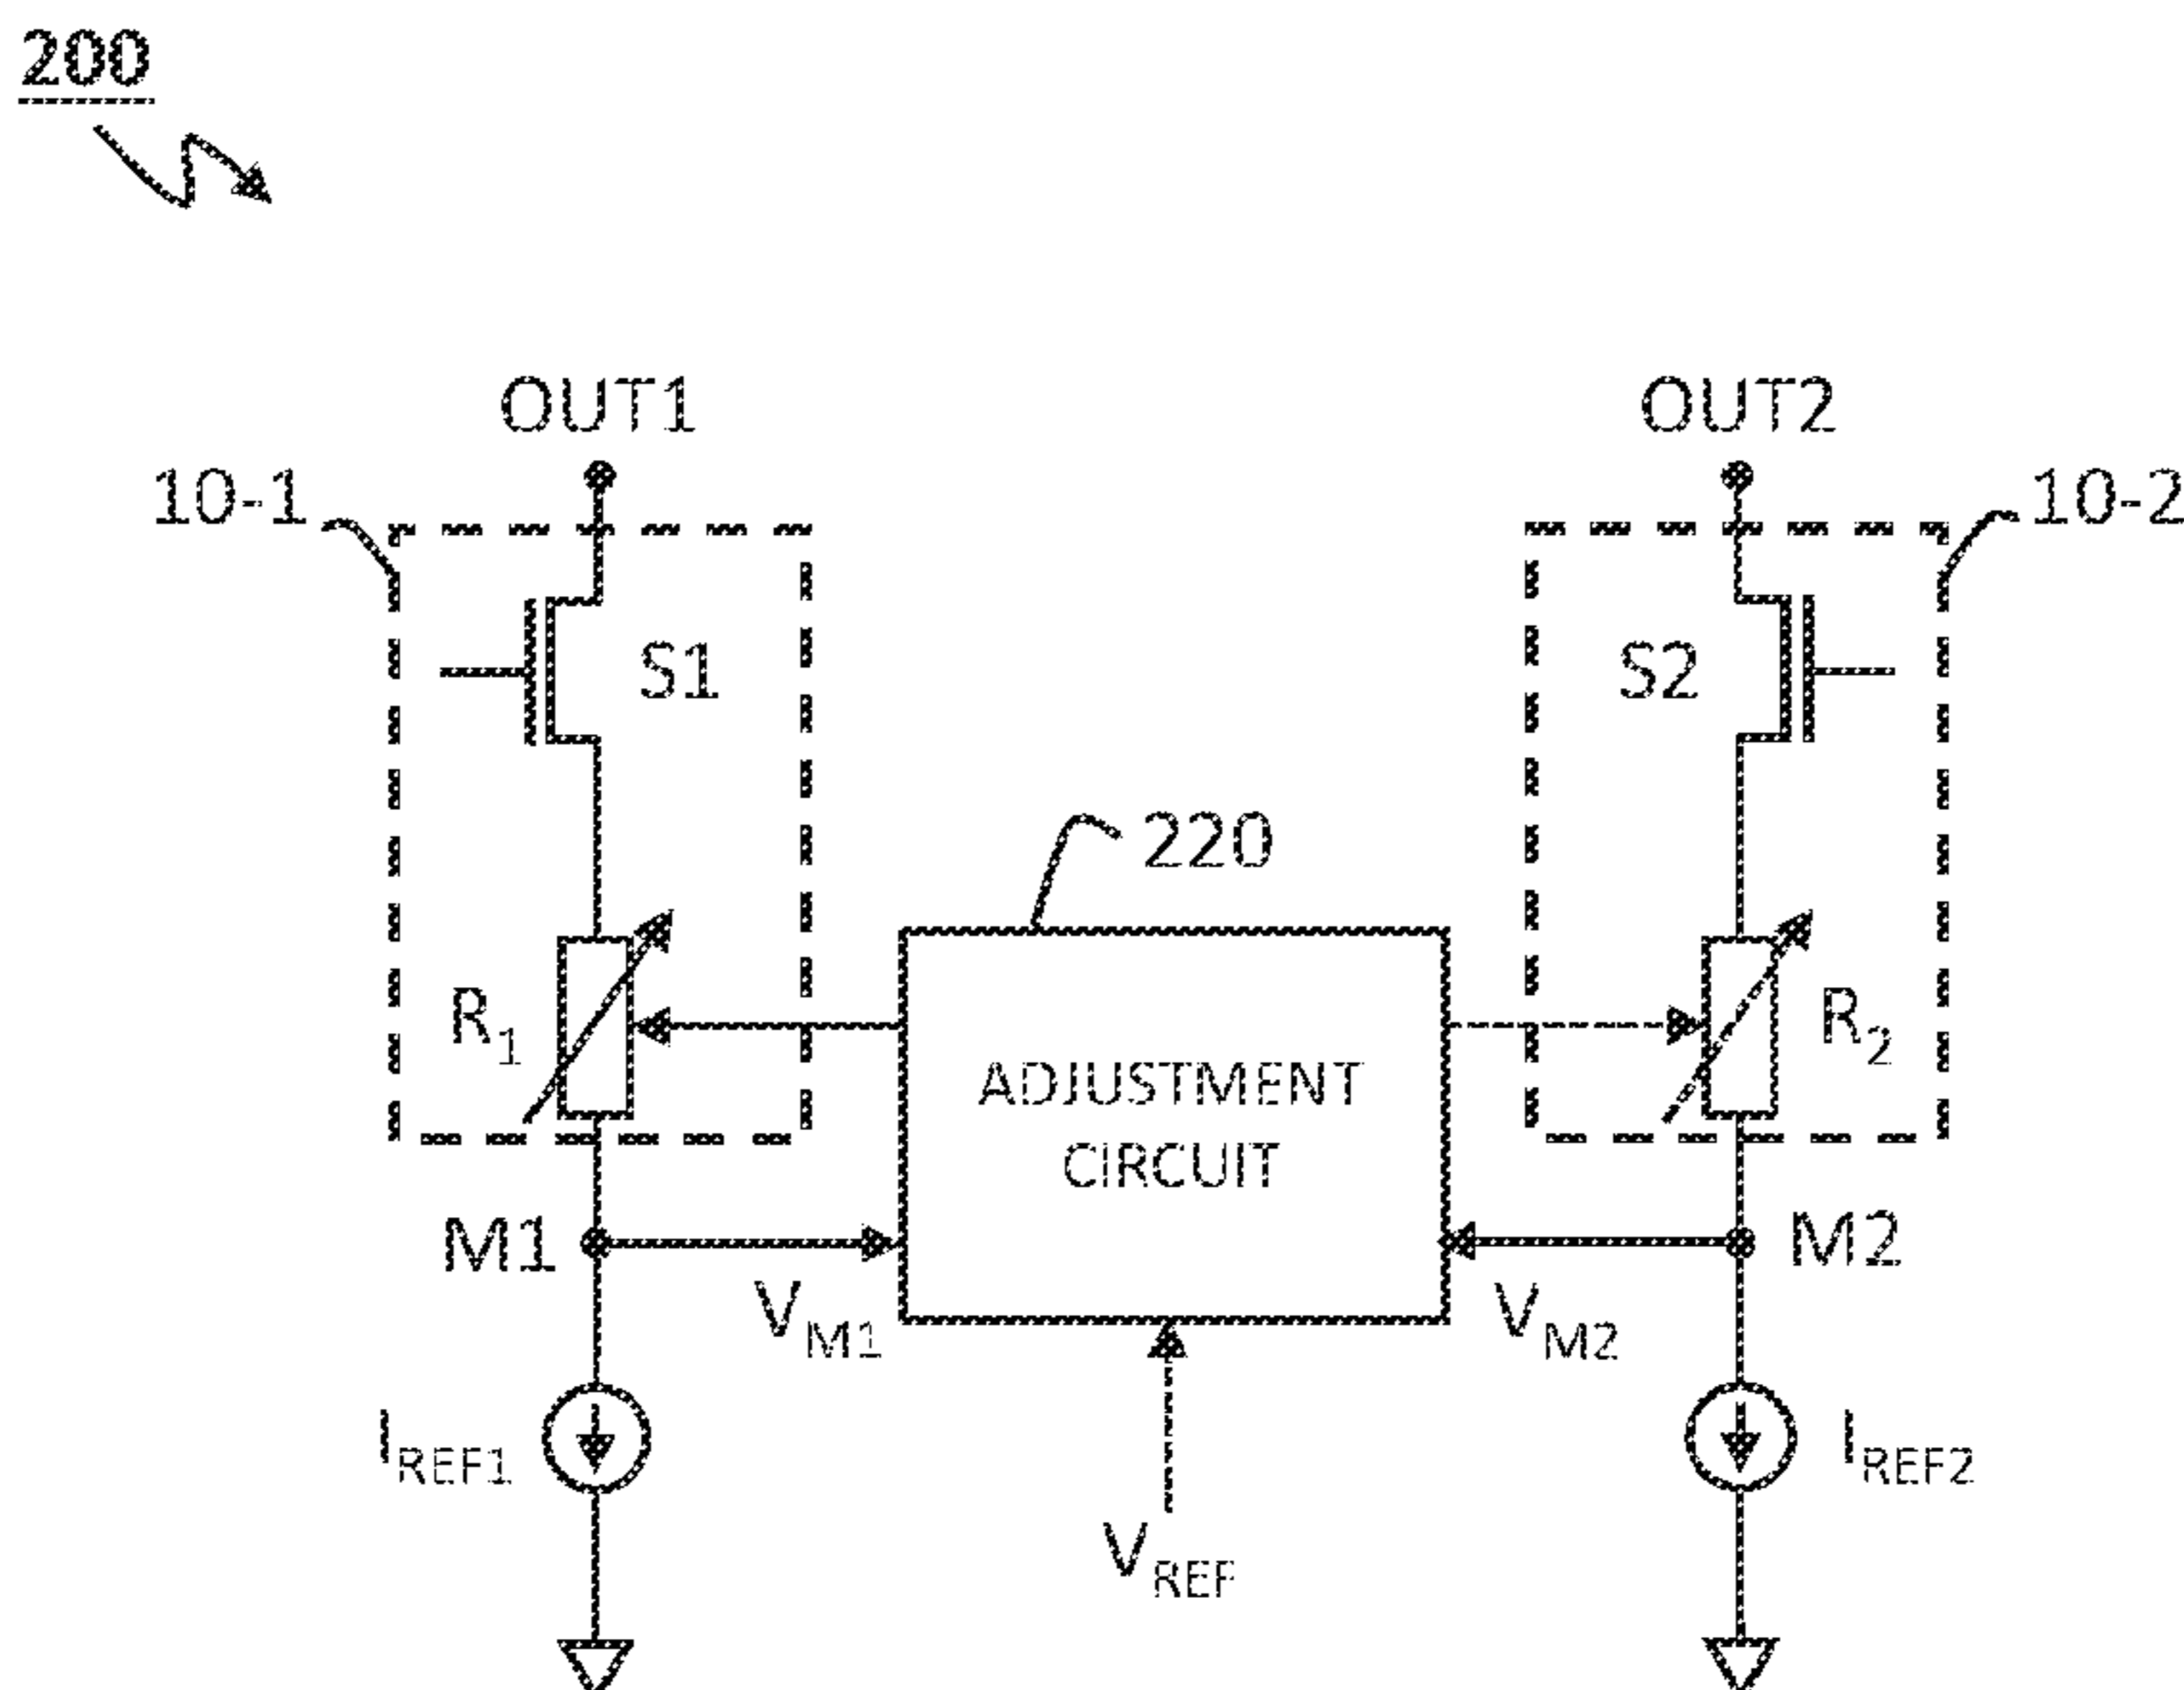 200
OUT1
OUT2
10-1
10-2
S1
S2
220
R1
R2
ADJUSTMENT
CIRCUIT
M1
M2
VM1
VM2
IREF1
IREF2
VREF